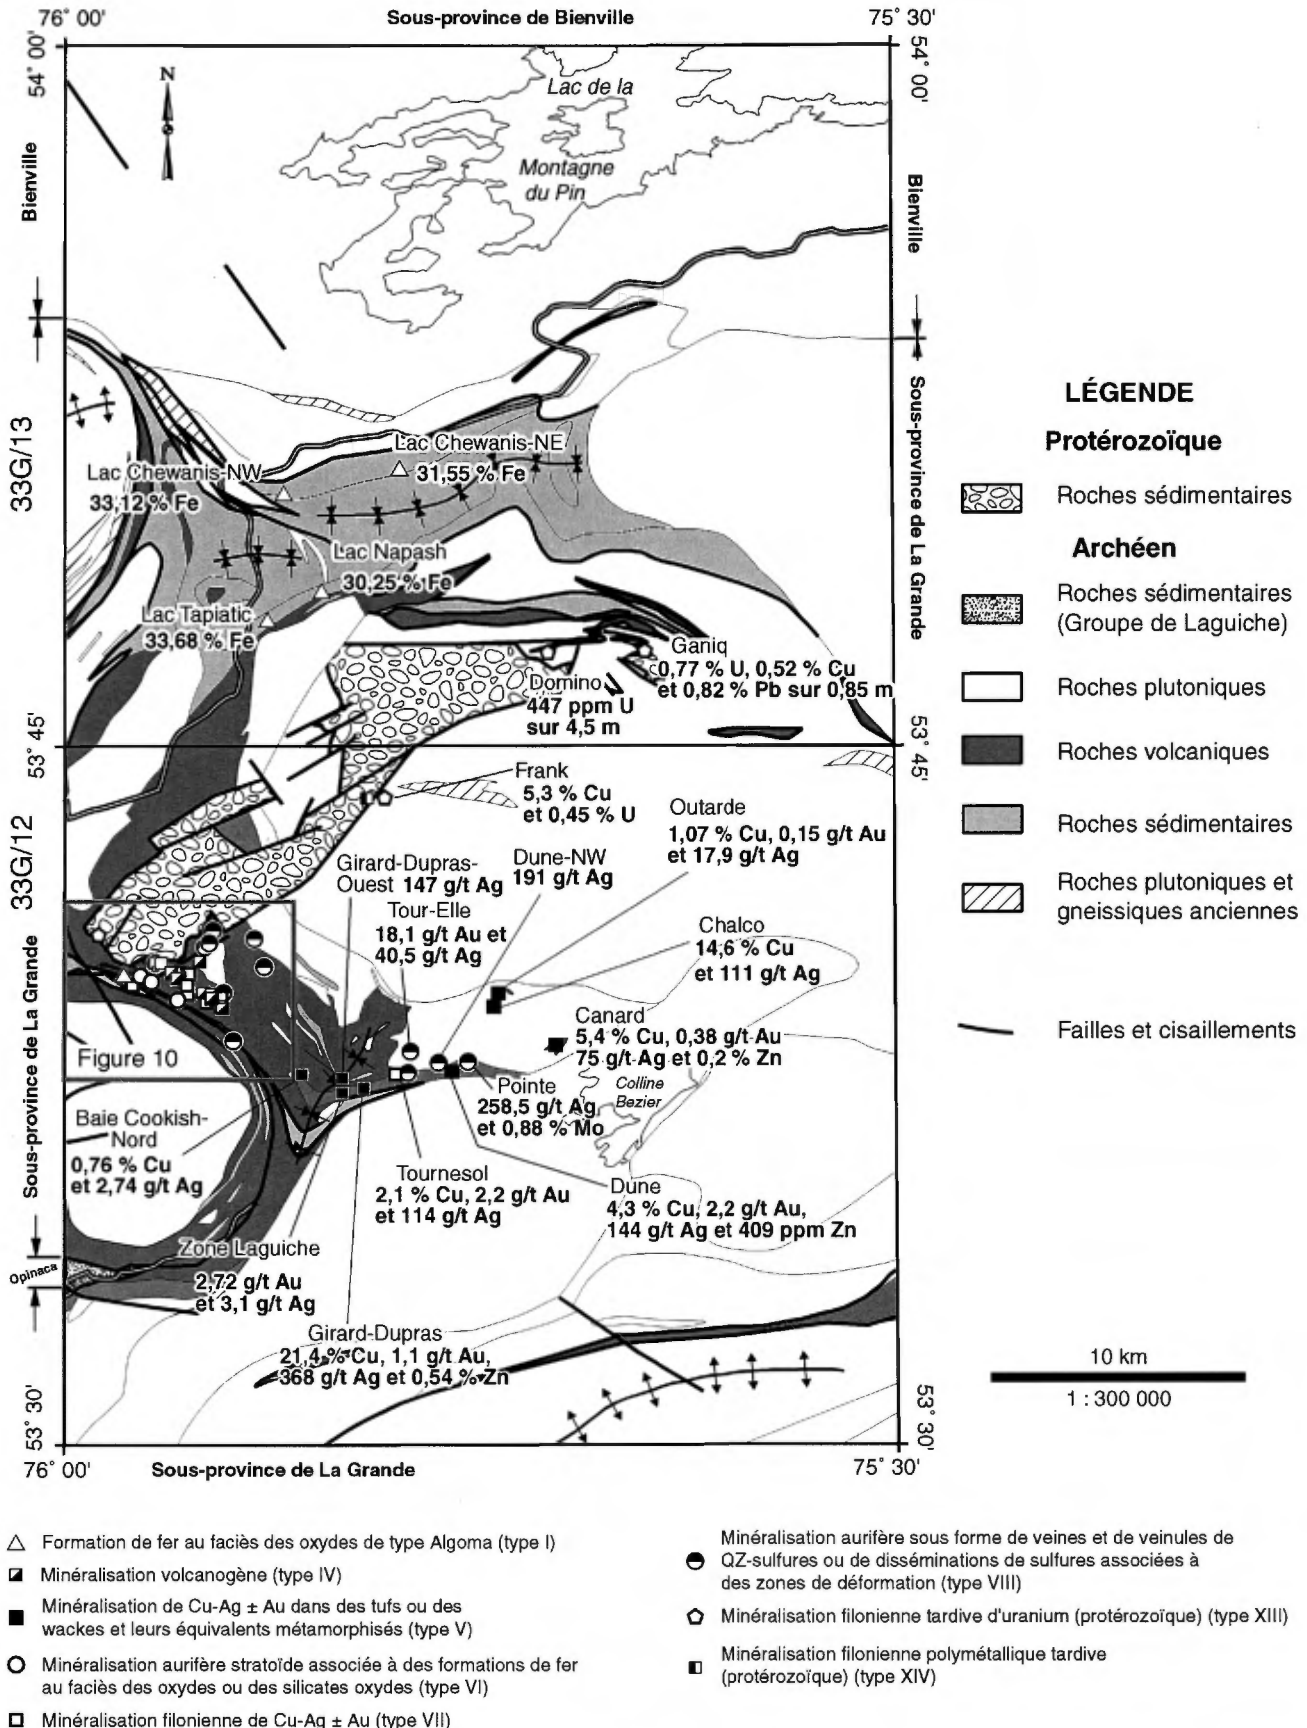 76° 00'
Sous-province de Bienville
75° 30'
54° 00'
54° 00'
N
Lac de la
Montagne
du Pin
Bienville
Bienville
33G/13
Sous-province de La Grande
Lac Chewanis-NE
31,55 % Fe
Lac Chewanis-NW
33,12 % Fe
Lac Napash
30,25 % Fe
Lac Tapiatic
33,68 % Fe
Ganiq
0,77 % U, 0,52 % Cu
et 0,82 % Pb sur 0,85 m
Domino
447 ppm U
sur 4,5 m
53° 45'
53° 45'
33G/12
Frank
5,3 % Cu
et 0,45 % U
Outarde
1,07 % Cu, 0,15 g/t Au
et 17,9 g/t Ag
Girard-Dupras-
Ouest 147 g/t Ag
Dune-NW
191 g/t Ag
Tour-Elle
18,1 g/t Au et
40,5 g/t Ag
Chalco
14,6 % Cu
et 111 g/t Ag
Canard
5,4 % Cu, 0,38 g/t Au
75 g/t Ag et 0,2 % Zn
Sous-province de La Grande
Figure 10
Colline
Bezier
Pointe
258,5 g/t Ag
et 0,88 % Mo
Baie Cookish-
Nord
0,76 % Cu
et 2,74 g/t Ag
Tournesol
2,1 % Cu, 2,2 g/t Au
et 114 g/t Ag
Dune
4,3 % Cu, 2,2 g/t Au,
144 g/t Ag et 409 ppm Zn
Zone Laguiche
2,72 g/t Au
et 3,1 g/t Ag
Opinaca
Girard-Dupras
21,4 % Cu, 1,1 g/t Au,
368 g/t Ag et 0,54 % Zn
53° 30'
53° 30'
76° 00'
Sous-province de La Grande
75° 30'
LÉGENDE
Protérozoïque
Roches sédimentaires
Archéen
Roches sédimentaires
(Groupe de Laguiche)
Roches plutoniques
Roches volcaniques
Roches sédimentaires
Roches plutoniques et
gneissiques anciennes
Failles et cisaillements
10 km
1 : 300 000
Formation de fer au faciès des oxydes de type Algoma (type I)
Minéralisation volcanogène (type IV)
Minéralisation de Cu-Ag ± Au dans des tufs ou des
wackes et leurs équivalents métamorphisés (type V)
Minéralisation aurifère stratoïde associée à des formations de fer
au faciès des oxydes ou des silicates oxydes (type VI)
Minéralisation filonienne de Cu-Ag ± Au (type VII)
Minéralisation aurifère sous forme de veines et de veinules de
QZ-sulfures ou de disséminations de sulfures associées à
des zones de déformation (type VIII)
Minéralisation filonienne tardive d'uranium (protérozoïque) (type XIII)
Minéralisation filonienne polymétallique tardive
(protérozoïque) (type XIV)